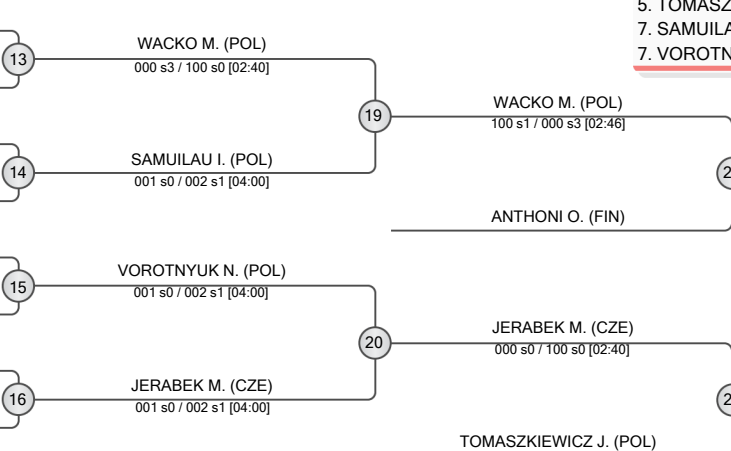 5. TOMASZ
7. SAMUILA
7. VOROTN
13
WACKO M. (POL)
000 s3 / 100 s0 [02:40]
19
WACKO M. (POL)
100 s1 / 000 s3 [02:46]
14
SAMUILAU I. (POL)
001 s0 / 002 s1 [04:00]
2
ANTHONI O. (FIN)
15
VOROTNYUK N. (POL)
001 s0 / 002 s1 [04:00]
20
JERABEK M. (CZE)
000 s0 / 100 s0 [02:40]
16
JERABEK M. (CZE)
001 s0 / 002 s1 [04:00]
2
TOMASZKIEWICZ J. (POL)